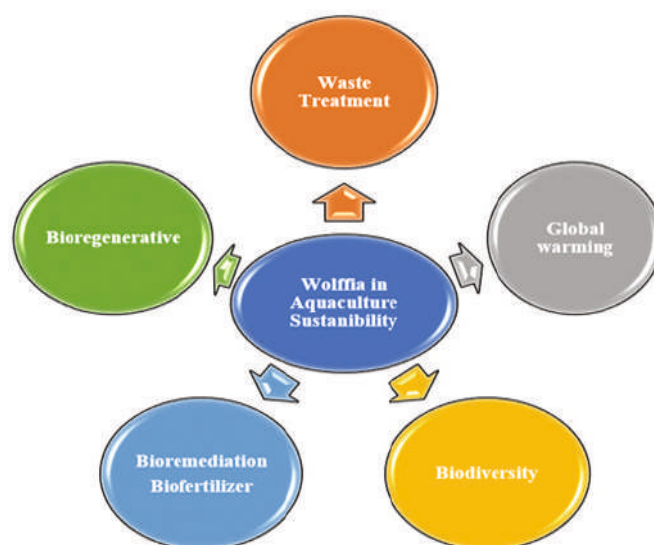 Waste
Treatment
Bioregenerative
Global
warming
Wolffia in
Aquaculture
Sustanibility
Bioremediation
Biofertilizer
Biodiversity